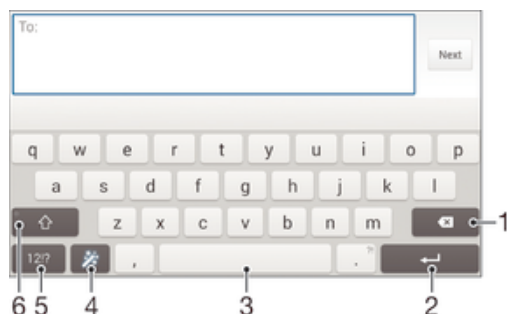 To:
Next
q w e r t y u i o p
a s d f g h j k l
z x c v b n m 1
12!? , . ?!
6 5 4 3 2